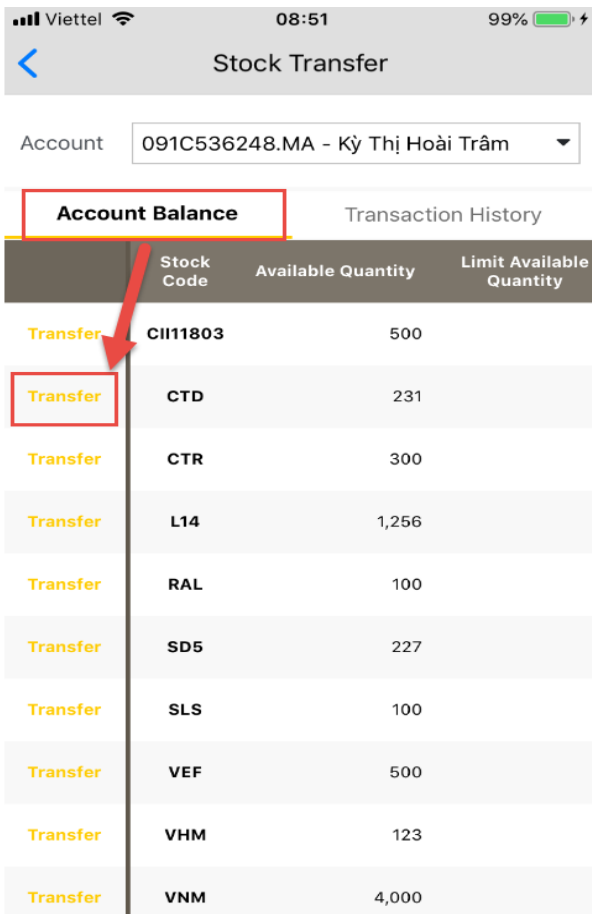 Viettel 08:51 99%
Stock Transfer
Account 091C536248.MA - Kỳ Thị Hoài Trâm
Account Balance Transaction History
Stock Code Available Quantity Limit Available Quantity
Transfer CII11803 500
Transfer CTD 231
Transfer CTR 300
Transfer L14 1,256
Transfer RAL 100
Transfer SD5 227
Transfer SLS 100
Transfer VEF 500
Transfer VHM 123
Transfer VNM 4,000